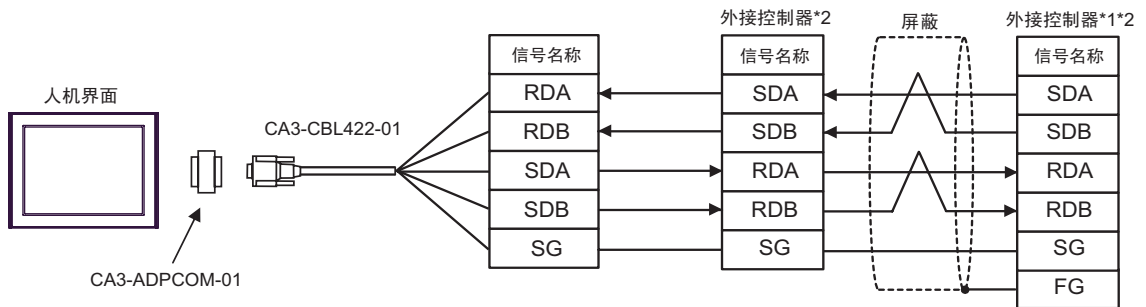 人机界面
CA3-ADPCOM-01
CA3-CBL422-01
信号名称
RDA
RDB
SDA
SDB
SG
外接控制器*2
信号名称
SDA
SDB
RDA
RDB
SG
屏蔽
外接控制器*1*2
信号名称
SDA
SDB
RDA
RDB
SG
FG